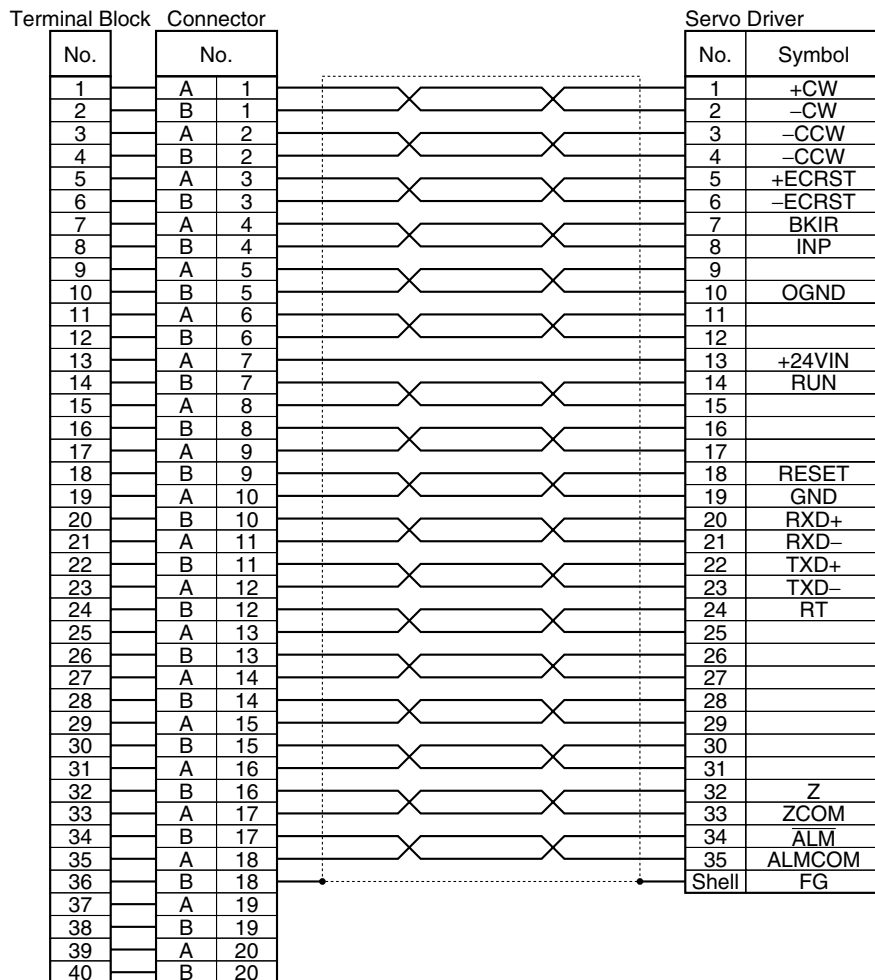 Terminal Block Connector Servo Driver
No. No. No. Symbol
1 A 1 1 +CW
2 B 1 2 −CW
3 A 2 3 −CCW
4 B 2 4 −CCW
5 A 3 5 +ECRST
6 B 3 6 −ECRST
7 A 4 7 BKIR
8 B 4 8 INP
9 A 5 9
10 B 5 10 OGND
11 A 6 11
12 B 6 12
13 A 7 13 +24VIN
14 B 7 14 RUN
15 A 8 15
16 B 8 16
17 A 9 17
18 B 9 18 RESET
19 A 10 19 GND
20 B 10 20 RXD+
21 A 11 21 RXD−
22 B 11 22 TXD+
23 A 12 23 TXD−
24 B 12 24 RT
25 A 13 25
26 B 13 26
27 A 14 27
28 B 14 28
29 A 15 29
30 B 15 30
31 A 16 31
32 B 16 32 Z
33 A 17 33 ZCOM
34 B 17 34 A̅L̅M̅
35 A 18 35 ALMCOM
36 B 18 Shell FG
37 A 19
38 B 19
39 A 20
40 B 20